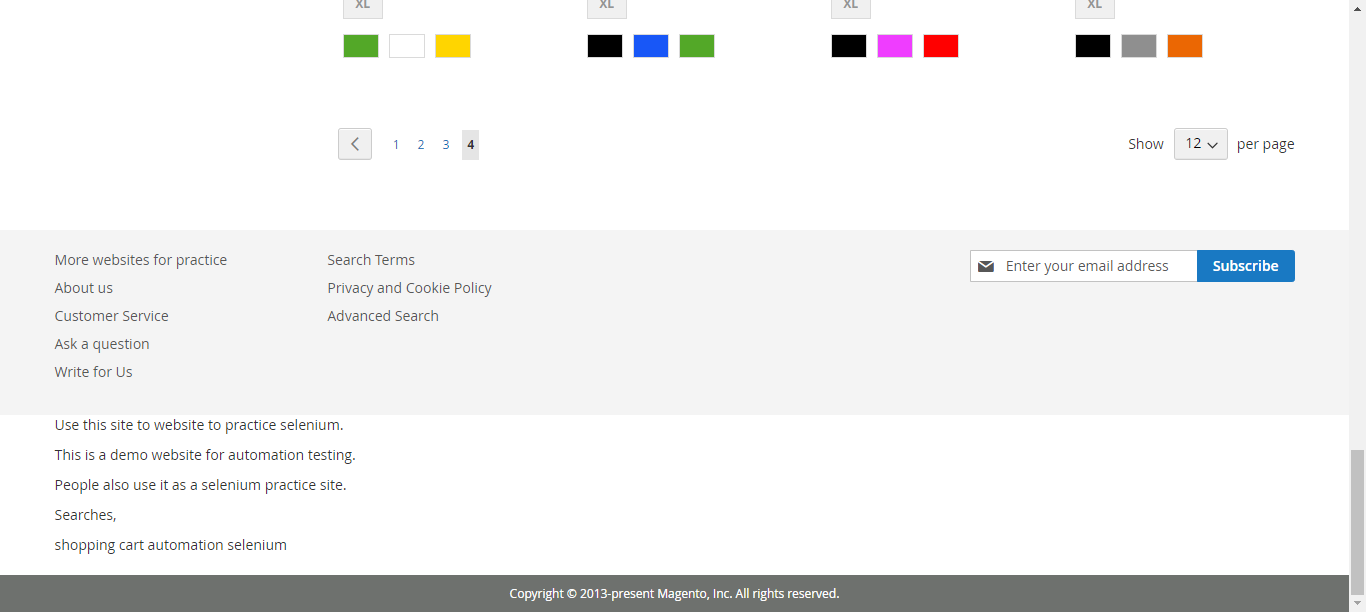 XL XL XL XL
1 2 3 4 Show 12 per page
More websites for practice Search Terms Enter your email address Subscribe
About us Privacy and Cookie Policy
Customer Service Advanced Search
Ask a question
Write for Us
Use this site to website to practice selenium.
This is a demo website for automation testing.
People also use it as a selenium practice site.
Searches,
shopping cart automation selenium
Copyright © 2013-present Magento, Inc. All rights reserved.